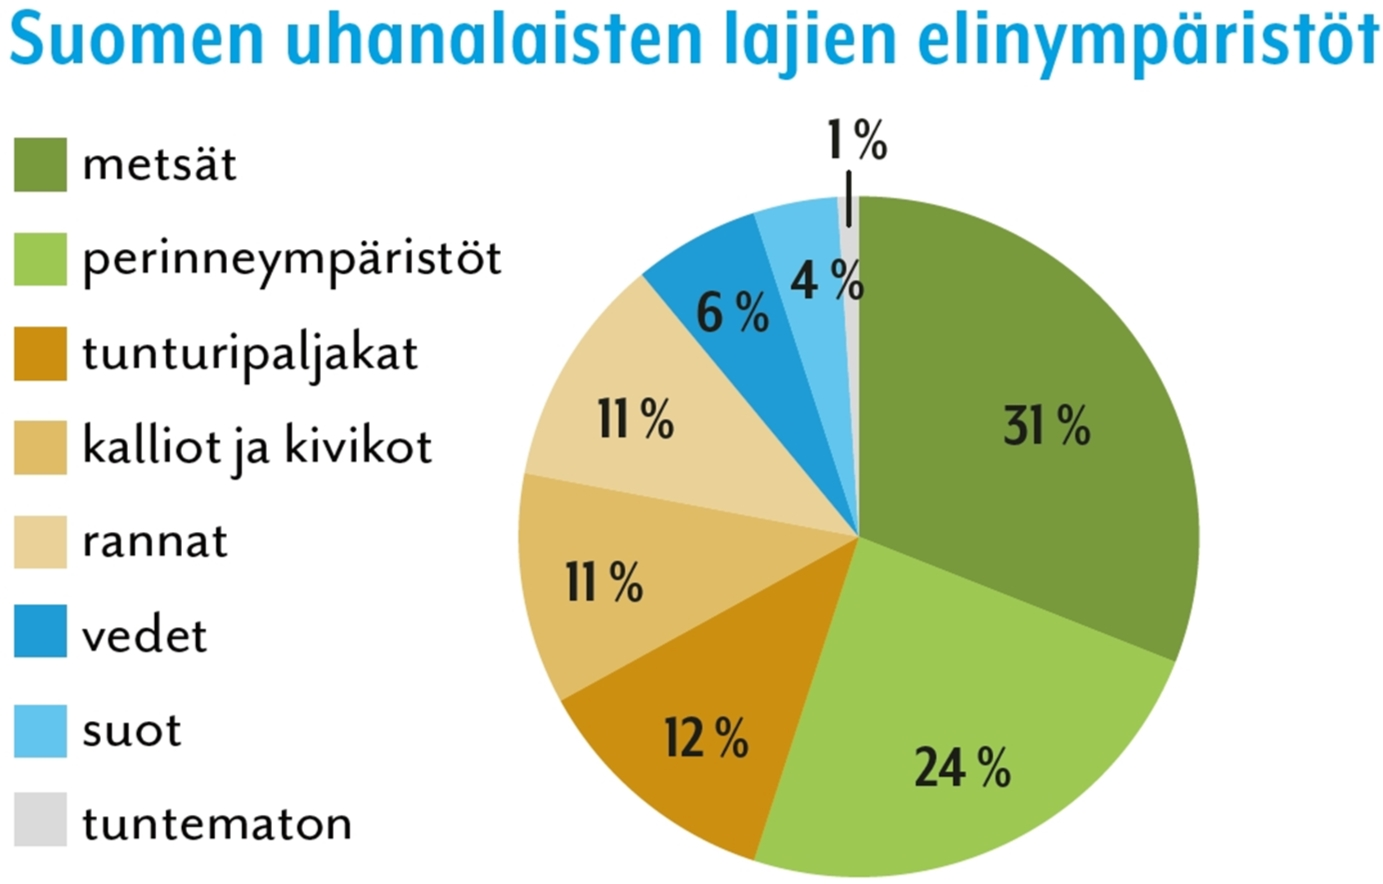 Suomen uhanalaisten lajien elinympäristöt
metsät
perinneympäristöt
tunturipaljakat
kalliot ja kivikot
rannat
vedet
suot
tuntematon
1 %
4 %
6 %
31 %
11 %
11 %
12 %
24 %